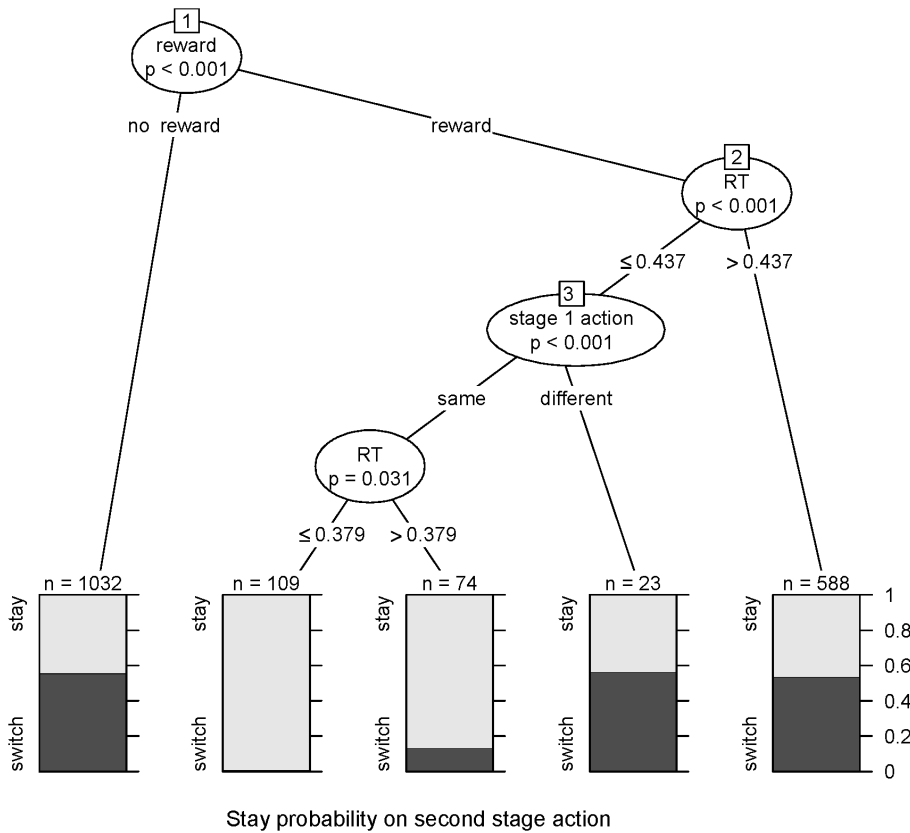 1
reward
p < 0.001
no reward
reward
2
RT
p < 0.001
≤ 0.437
> 0.437
3
stage 1 action
p < 0.001
same
different
RT
p = 0.031
≤ 0.379
> 0.379
n = 1032
n = 109
n = 74
n = 23
n = 588
stay
switch
stay
switch
stay
switch
stay
switch
stay
switch
1
0.8
0.6
0.4
0.2
0
Stay probability on second stage action